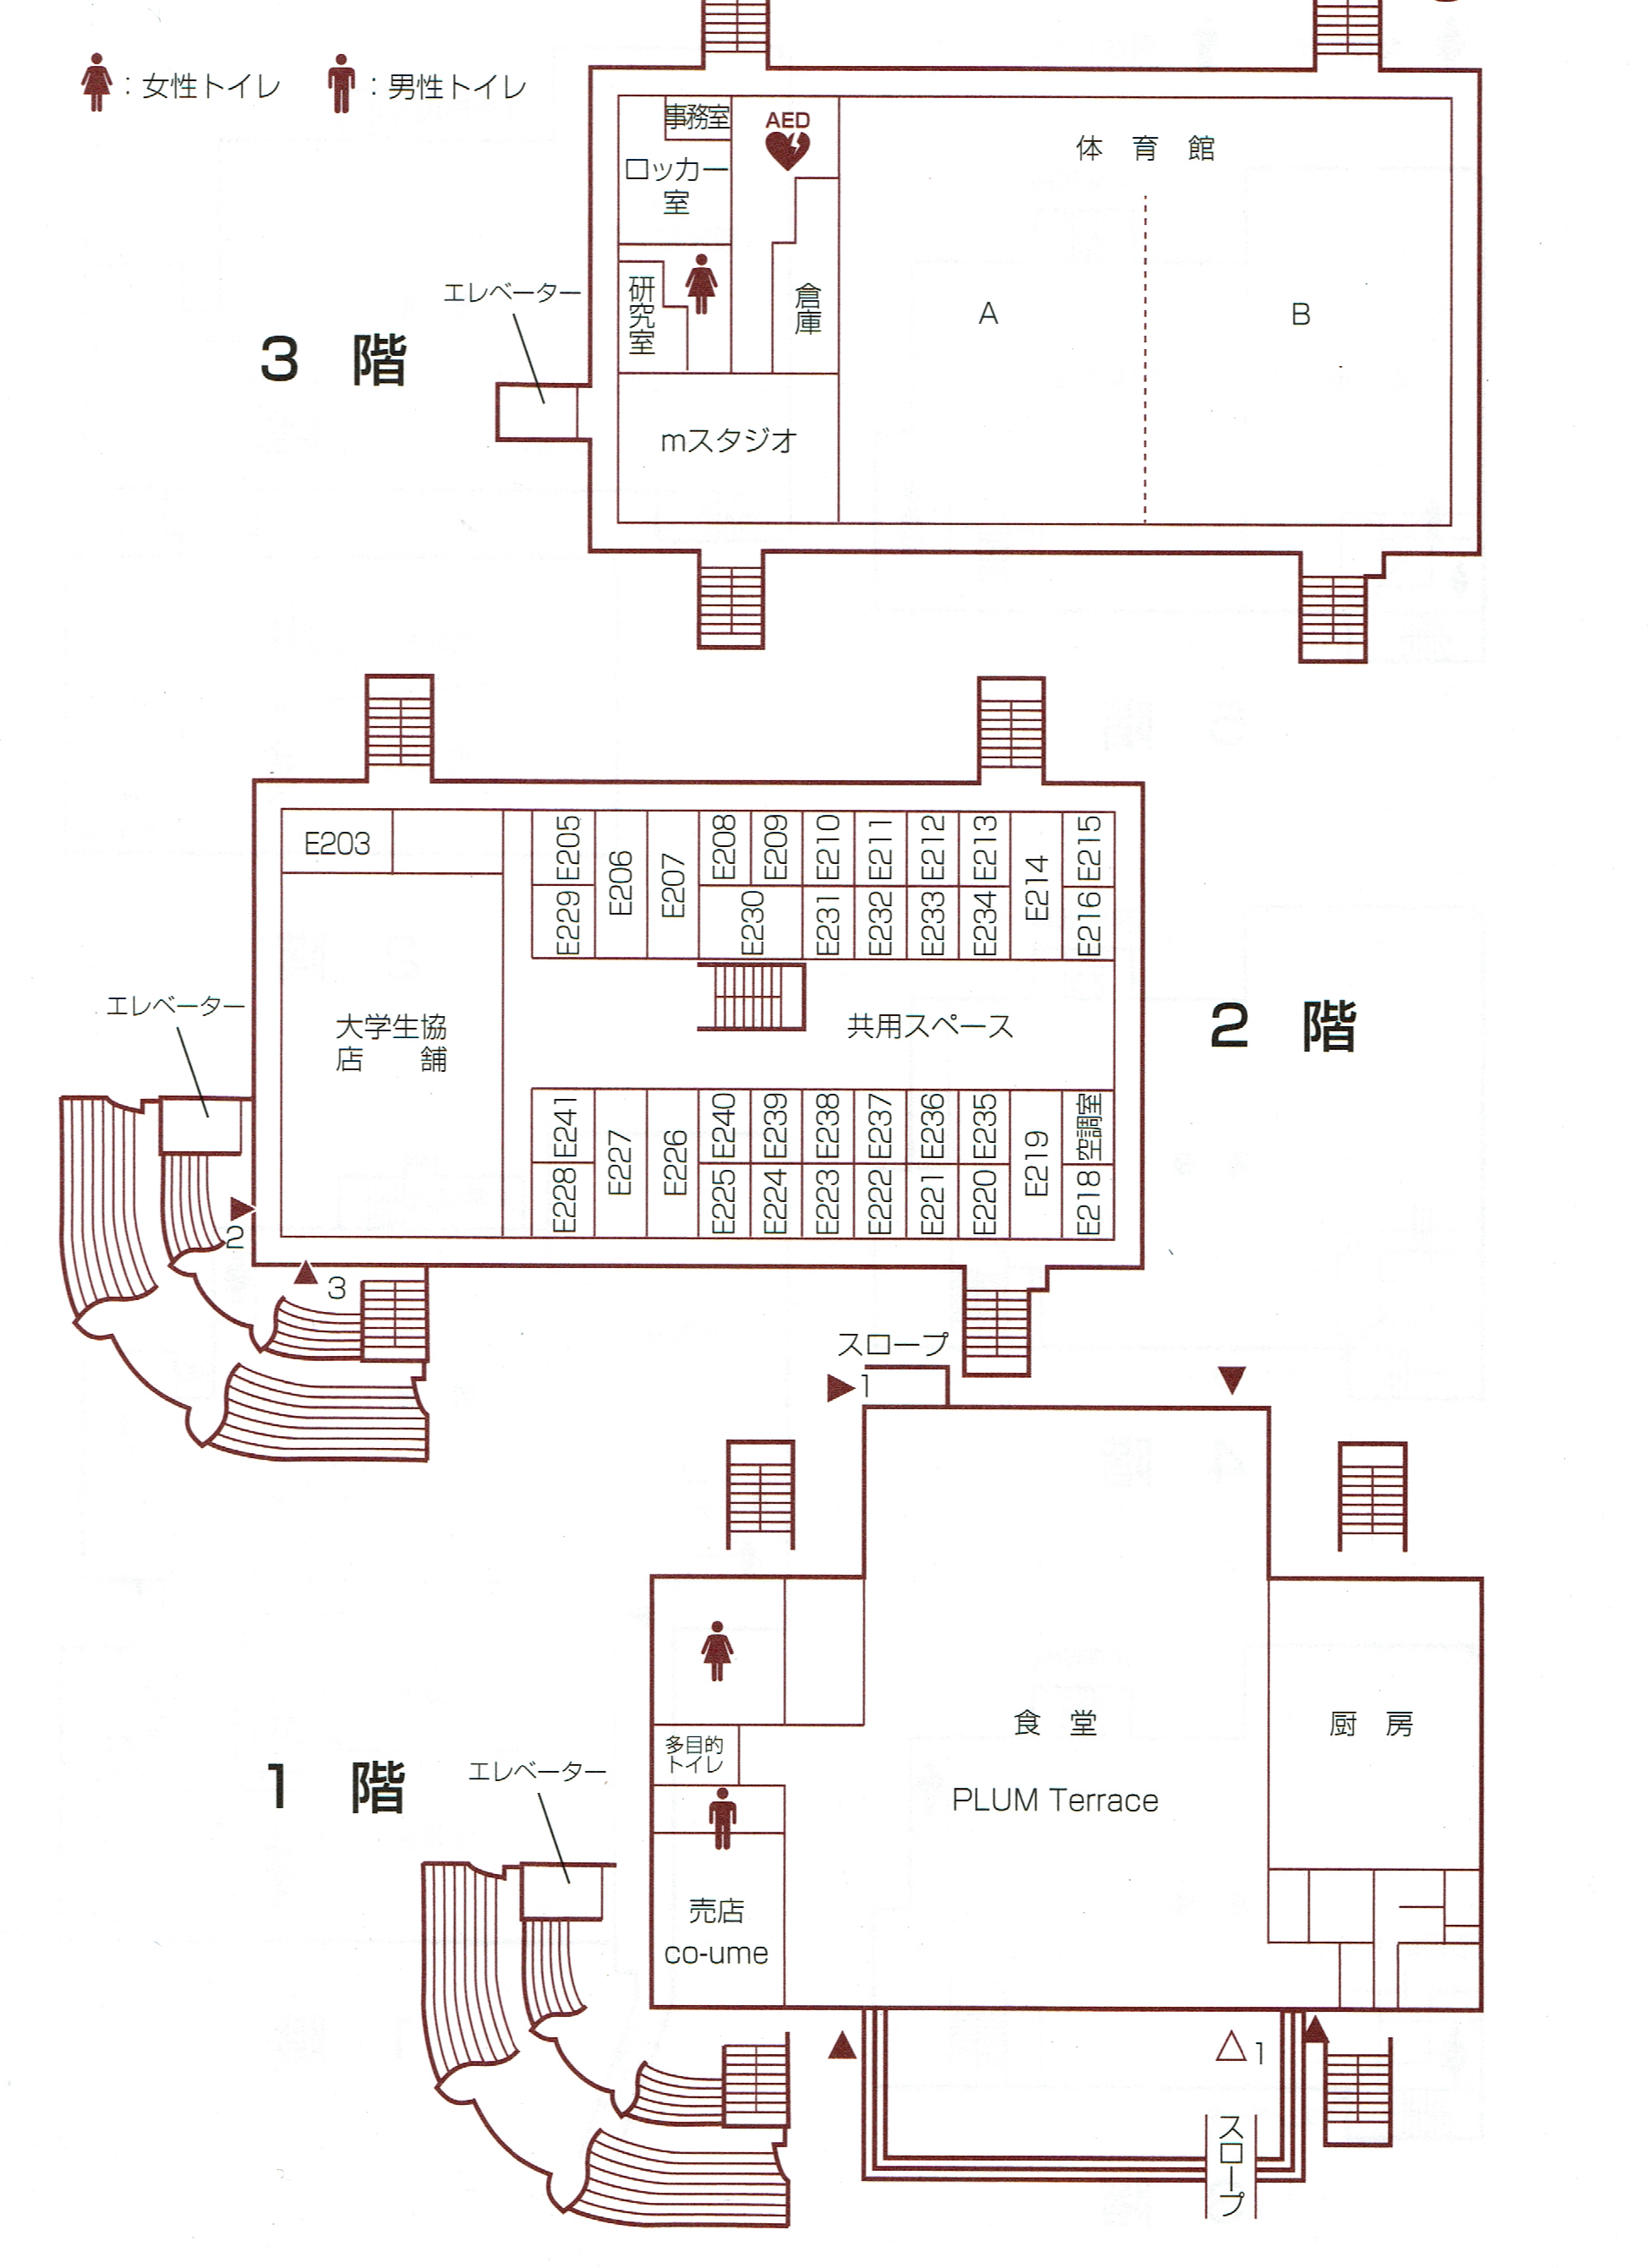 ：女性トイレ
：男性トイレ
事務室
AED
体　育　館
ロッカー
室
エレベーター
研究室
倉庫
A
B
3　階
mスタジオ
E203
E205
E206
E207
E208
E209
E210
E211
E212
E213
E214
E215
E229
E230
E231
E232
E233
E234
E216
エレベーター
大学生協
店　　舗
共用スペース
2　階
E241
E227
E226
E240
E239
E238
E237
E236
E235
E219
空調室
E228
E225
E224
E223
E222
E221
E220
E218
2
3
スロープ
1
食　堂
厨　房
多目的
トイレ
1　階
エレベーター
PLUM Terrace
売店
co-ume
1
スロープ